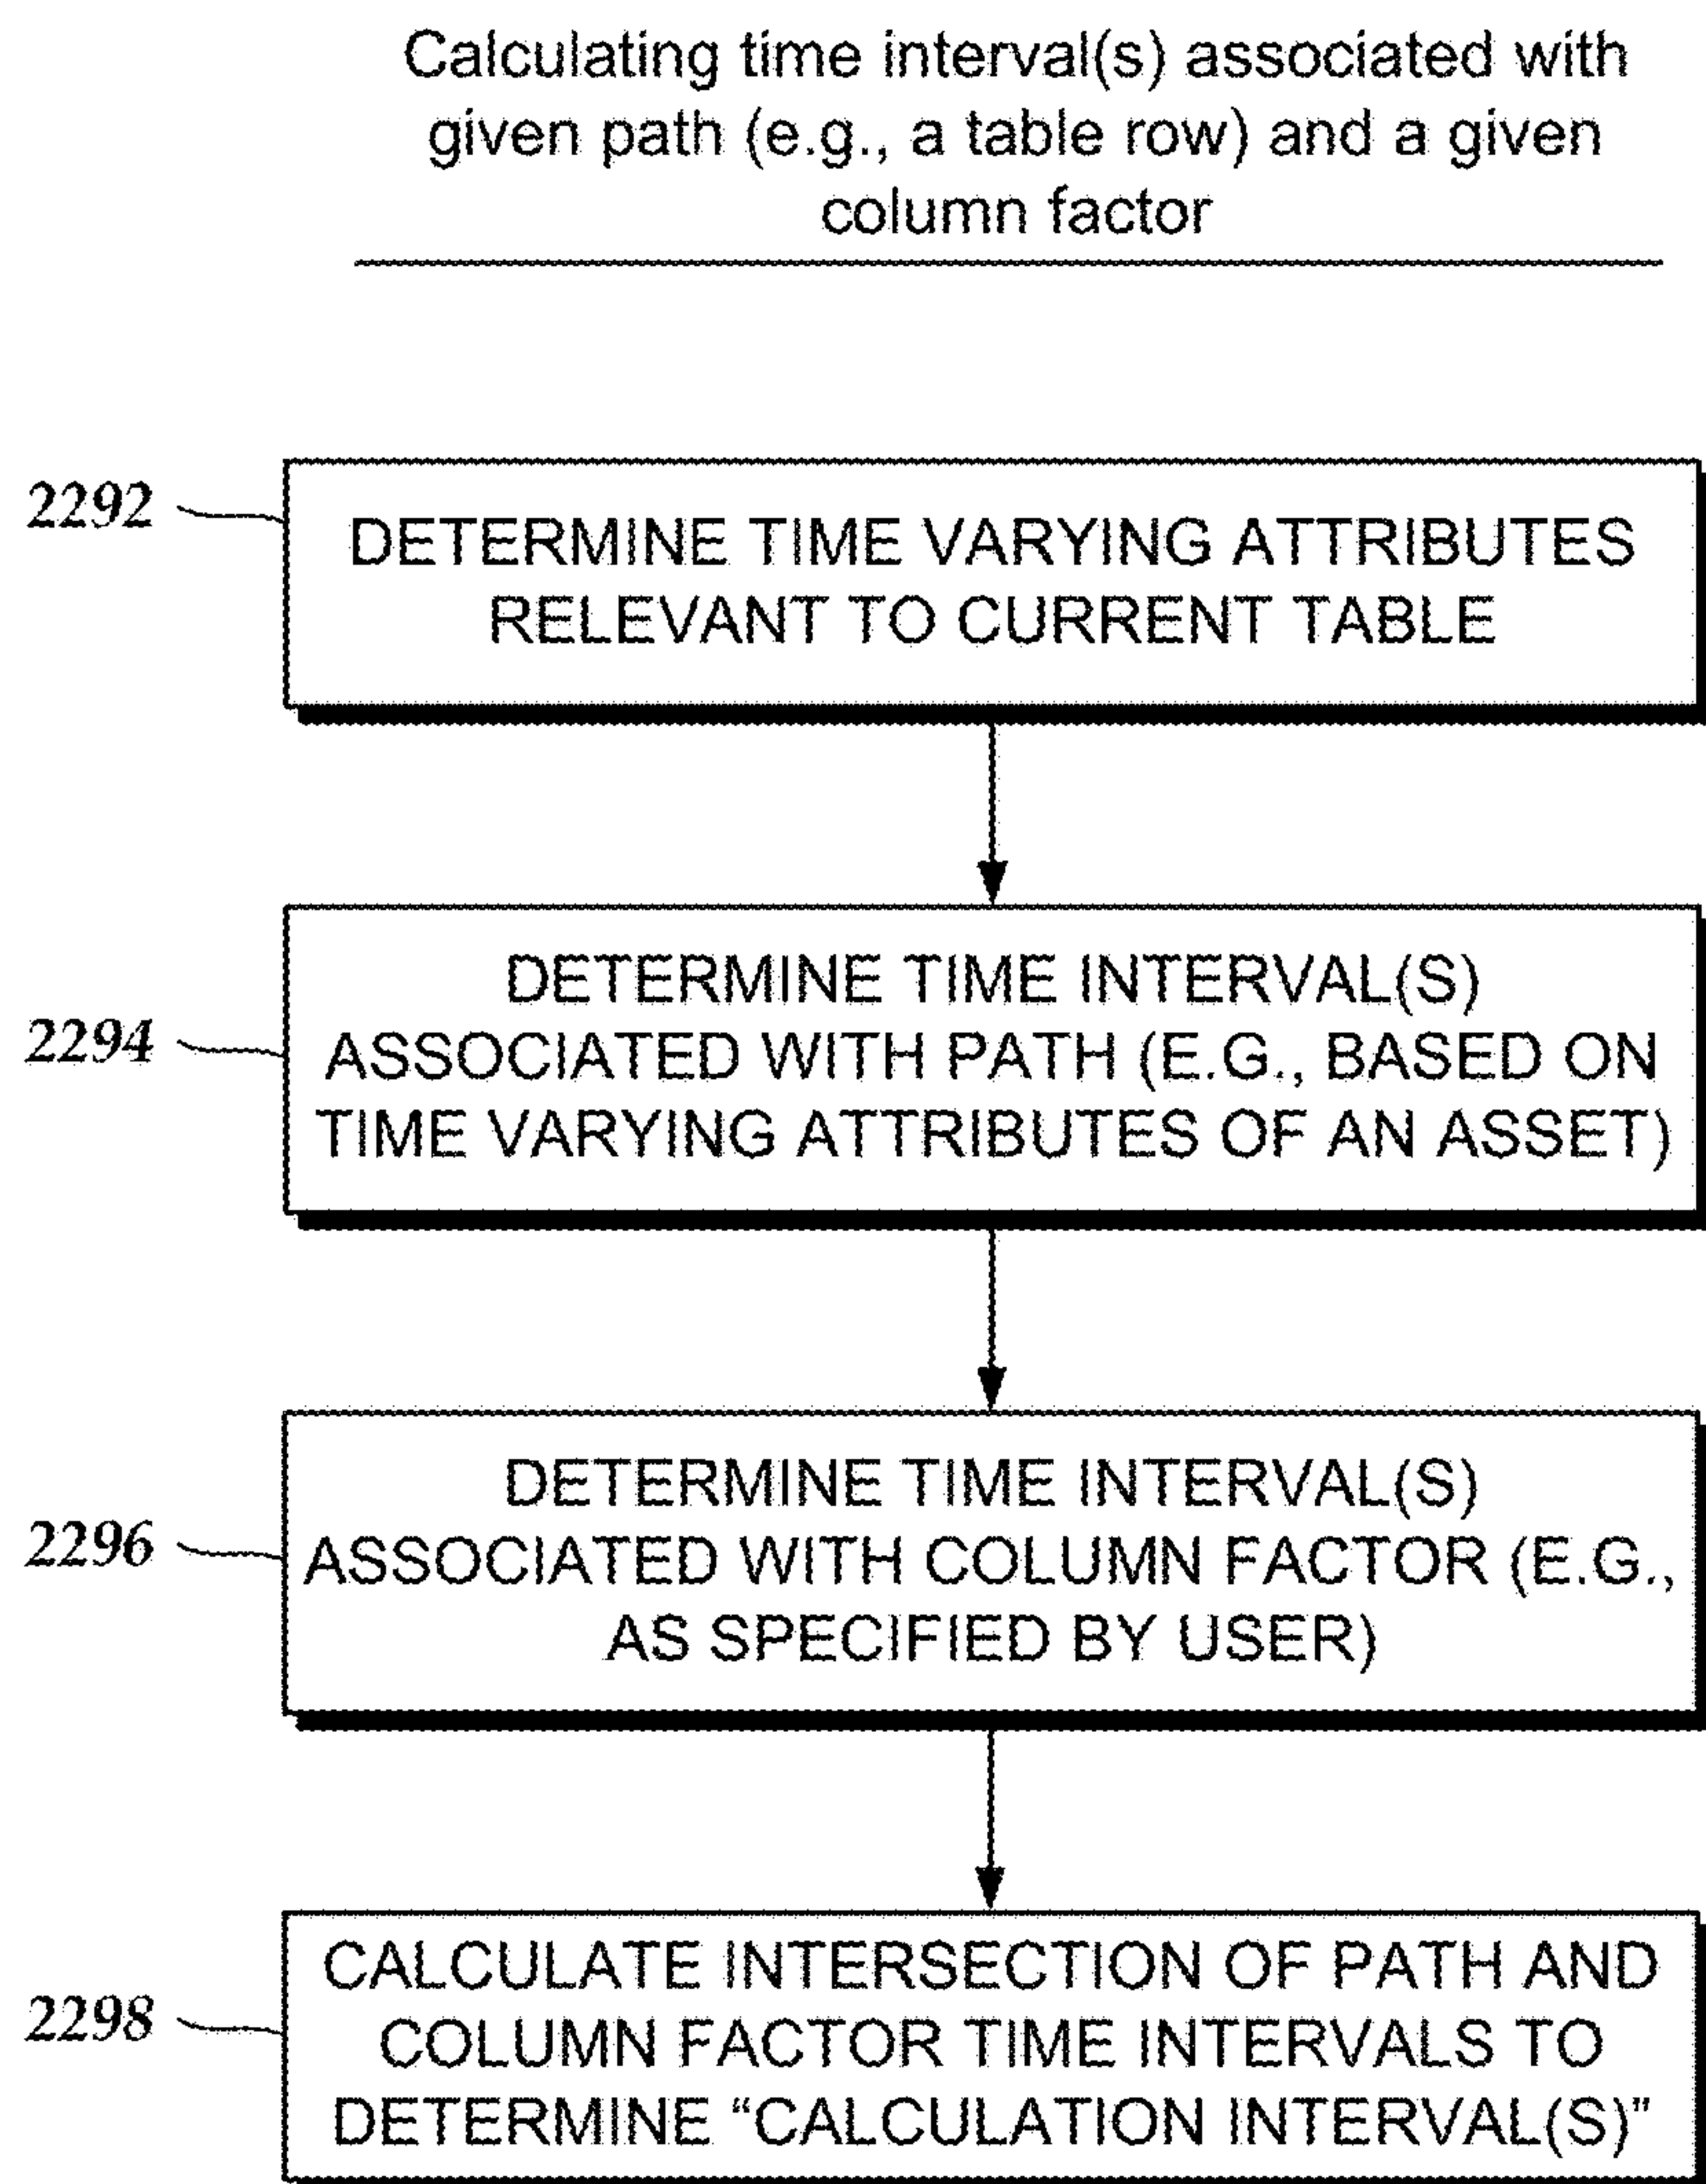 Calculating time interval(s) associated with
given path (e.g., a table row) and a given
column factor
2292
DETERMINE TIME VARYING ATTRIBUTES
RELEVANT TO CURRENT TABLE
2294
DETERMINE TIME INTERVAL(S)
ASSOCIATED WITH PATH (E.G., BASED ON
TIME VARYING ATTRIBUTES OF AN ASSET)
2296
DETERMINE TIME INTERVAL(S)
ASSOCIATED WITH COLUMN FACTOR (E.G.,
AS SPECIFIED BY USER)
2298
CALCULATE INTERSECTION OF PATH AND
COLUMN FACTOR TIME INTERVALS TO
DETERMINE “CALCULATION INTERVAL(S)”